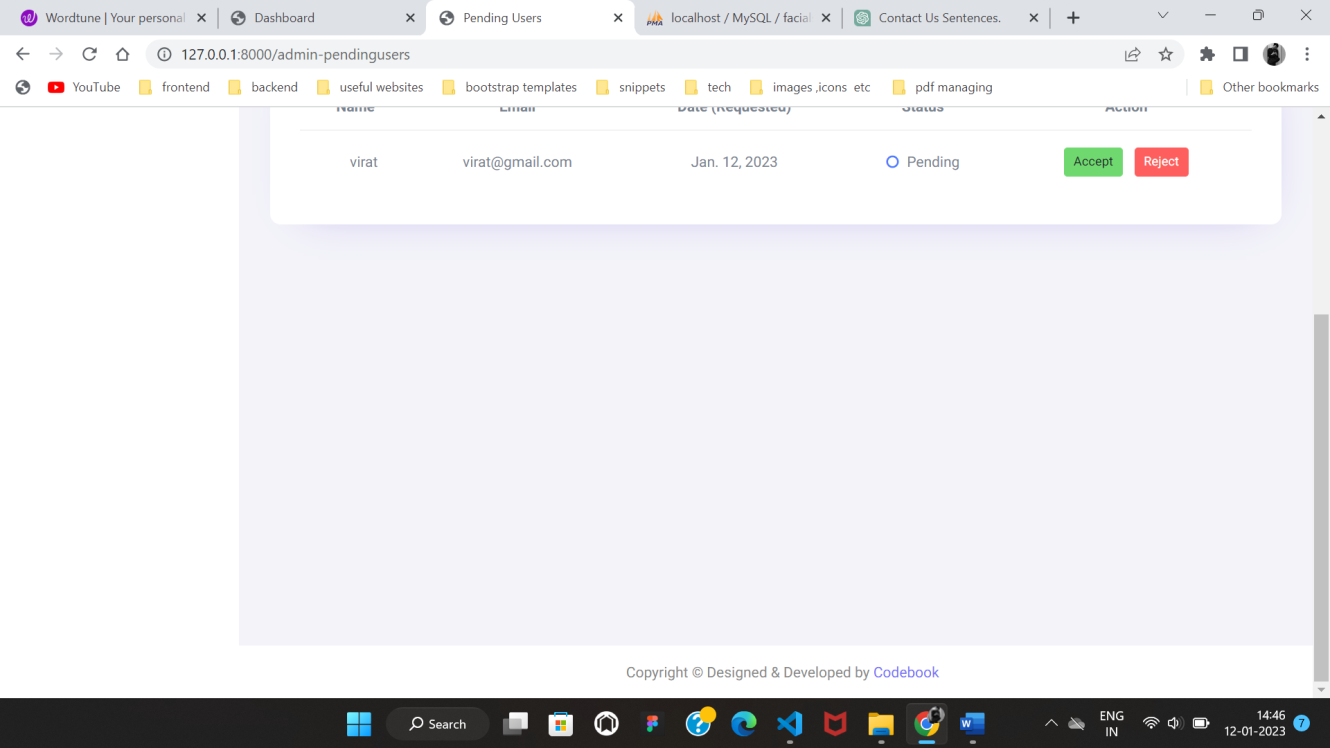 Wordtune | Your personal
Dashboard
Pending Users
localhost / MySQL / facial
Contact Us Sentences.
127.0.0.1:8000/admin-pendingusers
YouTube
frontend
backend
useful websites
bootstrap templates
snippets
tech
images ,icons etc
pdf managing
Other bookmarks
Name Email Date (Requested) Status Action
virat virat@gmail.com Jan. 12, 2023 Pending Accept Reject
Copyright © Designed & Developed by Codebook
Search
ENG
IN
14:46
12-01-2023
7